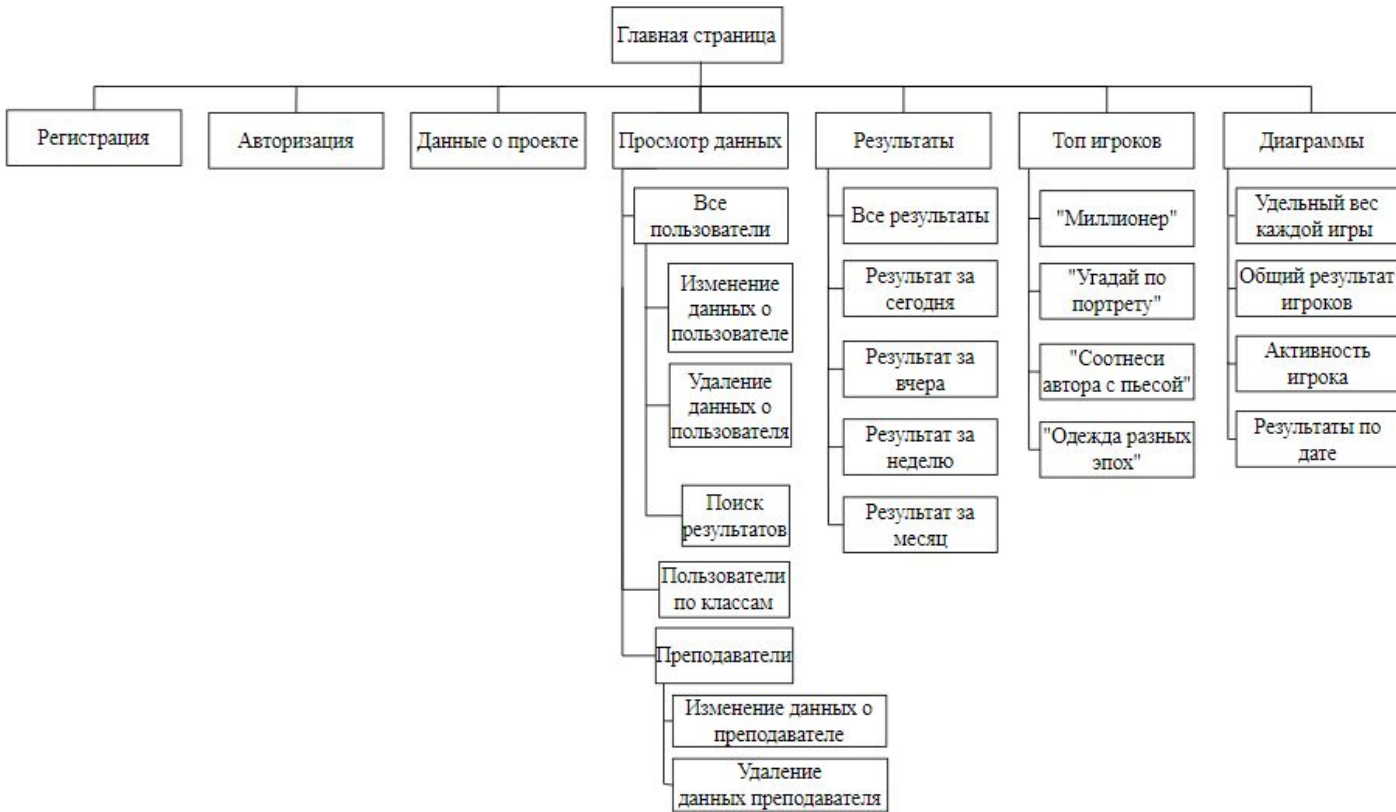 Главная страница
Регистрация
Авторизация
Данные о проекте
Просмотр данных
Результаты
Топ игроков
Диаграммы
Все
пользователи
Изменение
данных о
пользователе
Удаление
данных о
пользователя
Поиск
результатов
Пользователи
по классам
Преподаватели
Изменение данных о
преподавателе
Удаление
данных преподавателя
Все результаты
Результат за
сегодня
Результат за
вчера
Результат за
неделю
Результат за
месяц
"Миллионер"
"Угадай по
портрету"
"Соотнеси
автора с пьесой"
"Одежда разных
эпох"
Удельный вес
каждой игры
Общий результат
игроков
Активность
игрока
Результаты по
дате